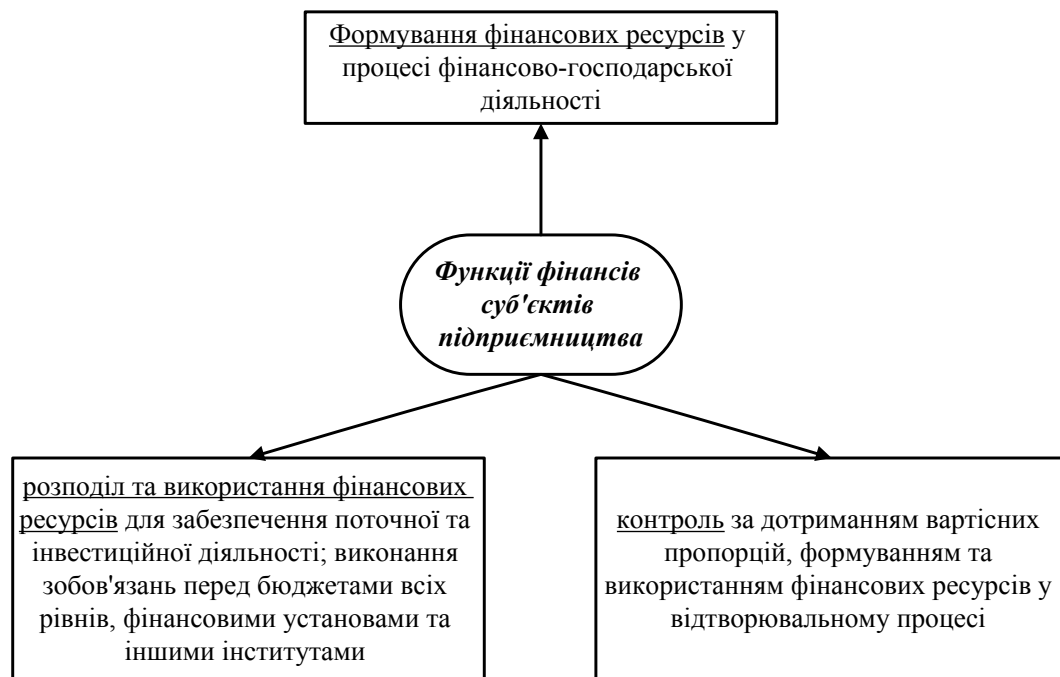 Формування фінансових ресурсів у
процесі фінансово-господарської
діяльності
Функції фінансів
суб'єктів
підприємництва
розподіл та використання фінансових
ресурсів для забезпечення поточної та
інвестиційної діяльності; виконання
зобов'язань перед бюджетами всіх
рівнів, фінансовими установами та
іншими інститутами
контроль за дотриманням вартісних
пропорцій, формуванням та
використанням фінансових ресурсів у
відтворювальному процесі